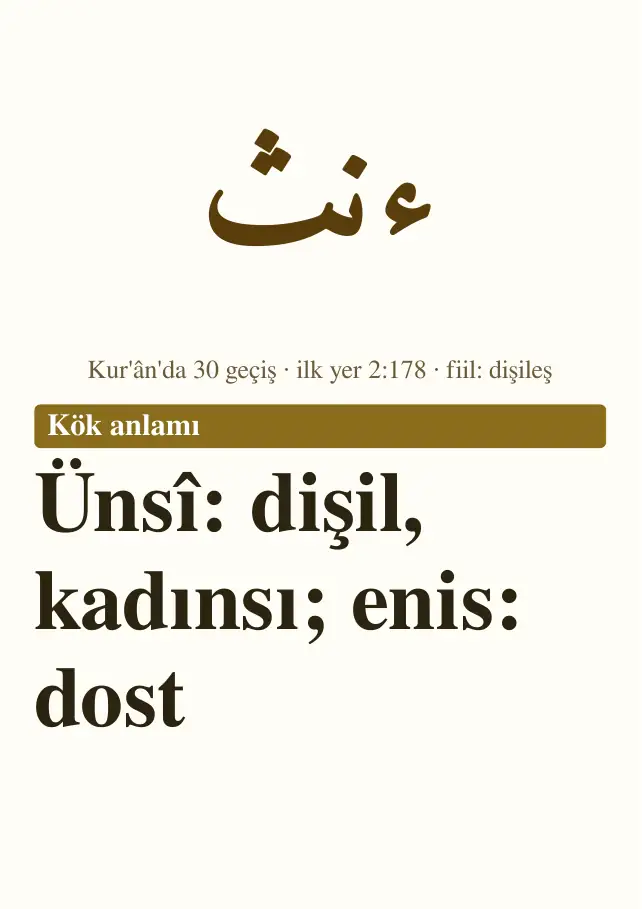 ءنث
Kur'ân'da 30 geçiş · ilk yer 2:178 · fiil: dişileş
Kök anlamı
Ünsî: dişil,
kadınsı; enis:
dost